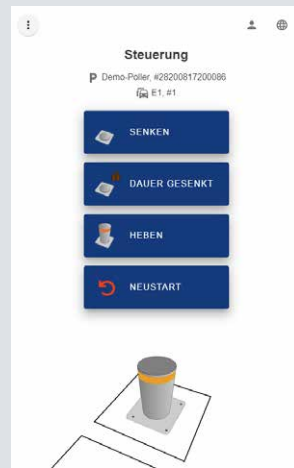 Steuerung
P Demo-Poller, #28200817200086
E1, #1
SENKEN
DAUER GESENKT
HEBEN
NEUSTART